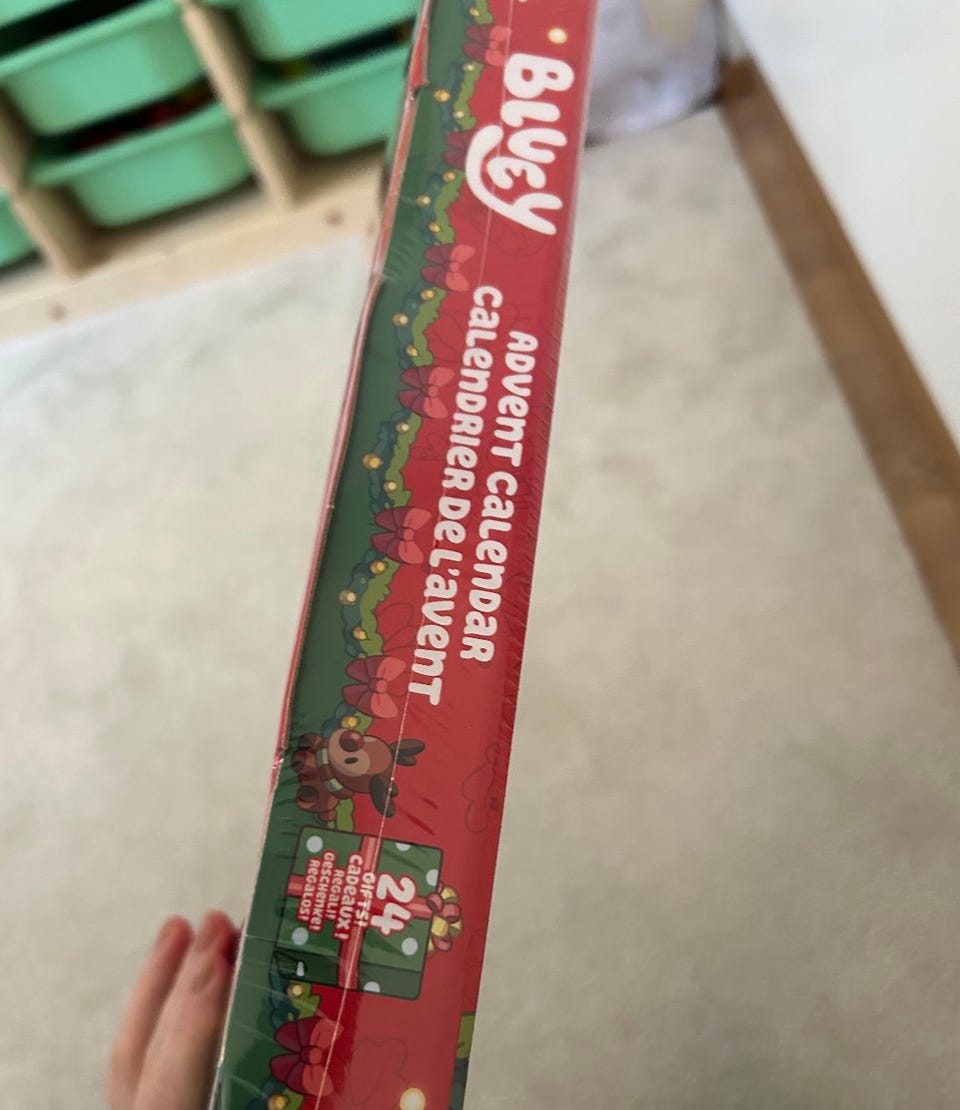 BLUEY
ADVENT CALENDAR
CALENDRIER DE L'AVENT
24
GIFTS!
CADEAUX !
REGALI!
GESCHENKE!
REGALOS!